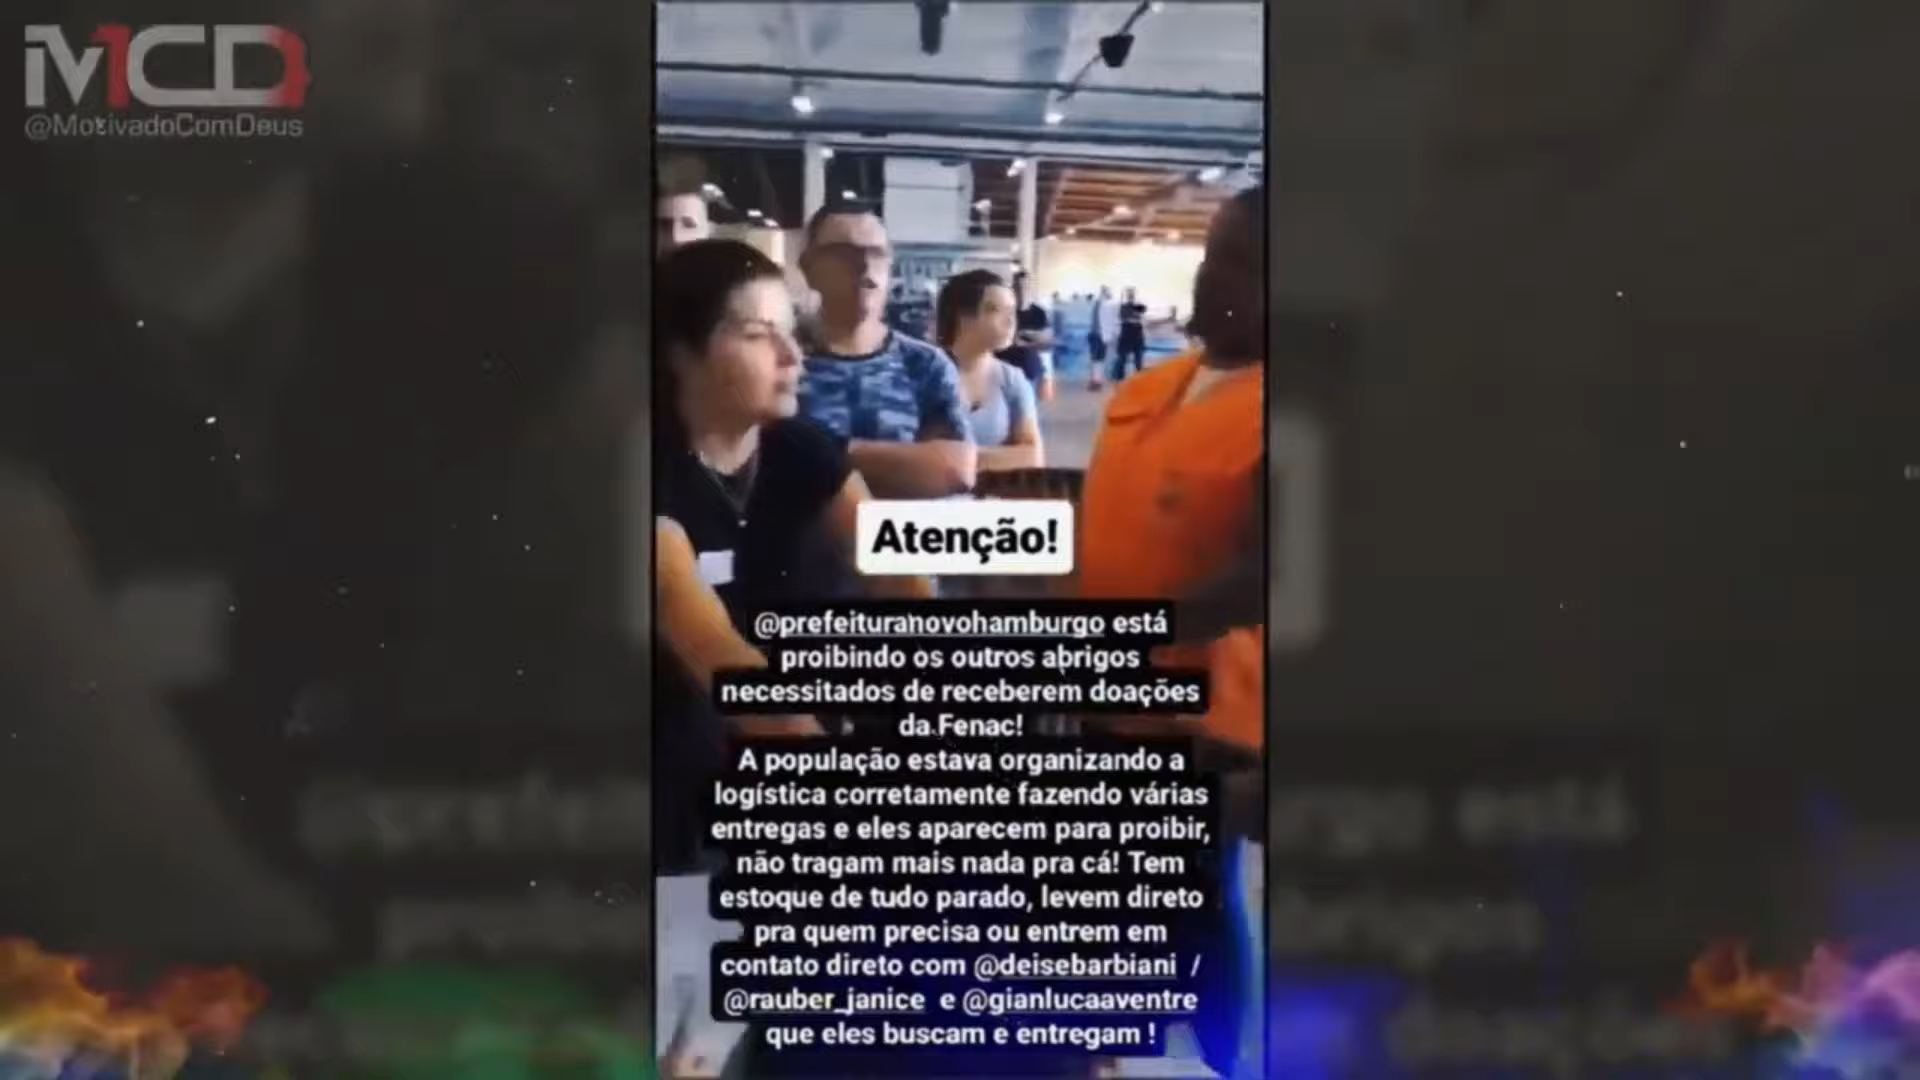 MCD
@MotivadoComDeus
Atenção!
@prefeituranovohamburgo está
proibindo os outros abrigos
necessitados de receberem doações
da Fenac!
A população estava organizando a
logística corretamente fazendo várias
entregas e eles aparecem para proibir,
não tragam mais nada pra cá! Tem
estoque de tudo parado, levem direto
pra quem precisa ou entrem em
contato direto com @deisebarbiani /
@rauber_janice e @gianlucaaventre
que eles buscam e entregam !